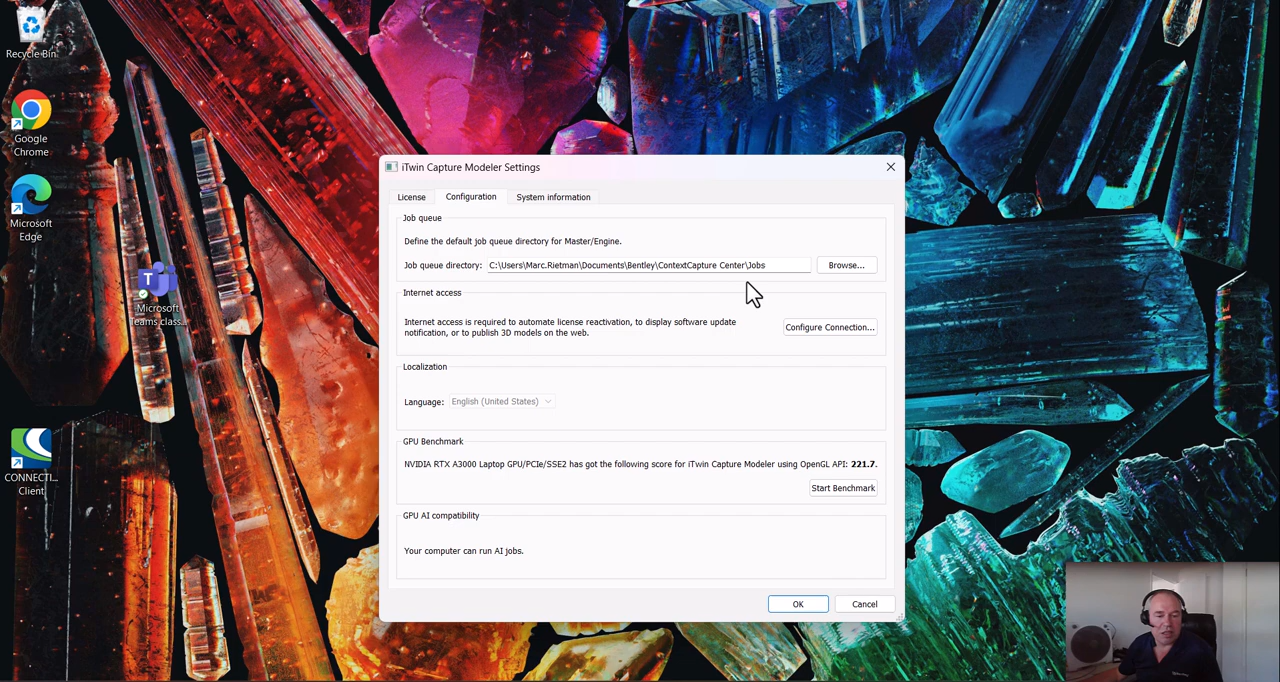 Recycle Bin
Google
Chrome
Microsoft
Edge
T
Microsoft
Teams class...
CONNECTI...
Client
iTwin Capture Modeler Settings
License
Configuration
System information
Job queue
Define the default job queue directory for Master/Engine.
Job queue directory: C:\Users\Marc.Rietman\Documents\Bentley\ContextCapture Center\Jobs
Browse...
Internet access
Internet access is required to automate license reactivation, to display software update
notification, or to publish 3D models on the web.
Configure Connection...
Localization
Language: English (United States)
GPU Benchmark
NVIDIA RTX A3000 Laptop GPU/PCIe/SSE2 has got the following score for iTwin Capture Modeler using OpenGL API: 221.7.
Start Benchmark
GPU AI compatibility
Your computer can run AI jobs.
OK
Cancel